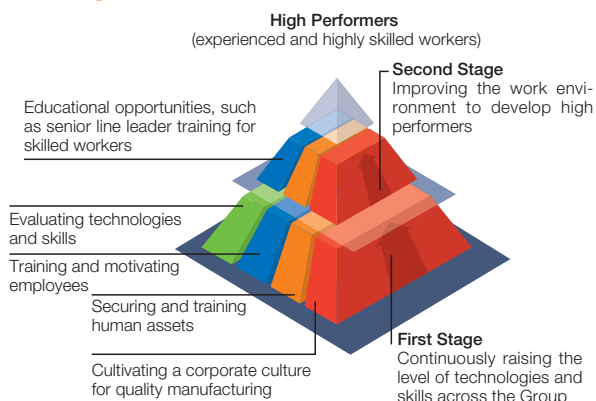 High Performers
(experienced and highly skilled workers)
Second Stage
Improving the work envi-
ronment to develop high
performers
Educational opportunities, such
as senior line leader training for
skilled workers
Evaluating technologies
and skills
Training and motivating
employees
Securing and training
human assets
Cultivating a corporate culture
for quality manufacturing
First Stage
Continuously raising the
level of technologies and
skills across the Group